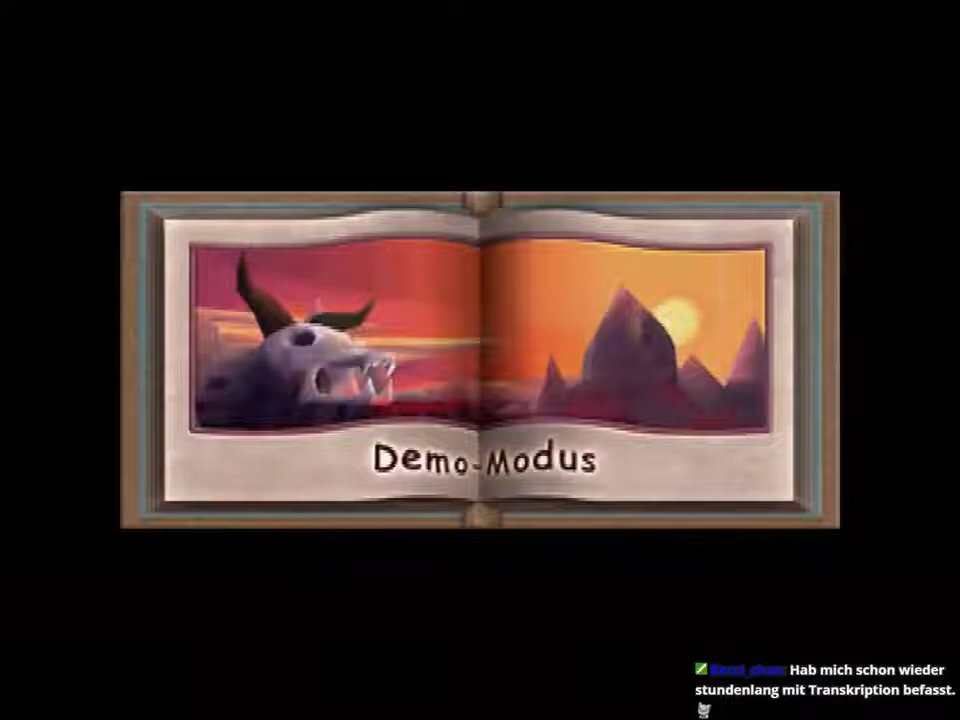 Demo-Modus
Hab mich schon wieder
stundenlang mit Transkription befasst.